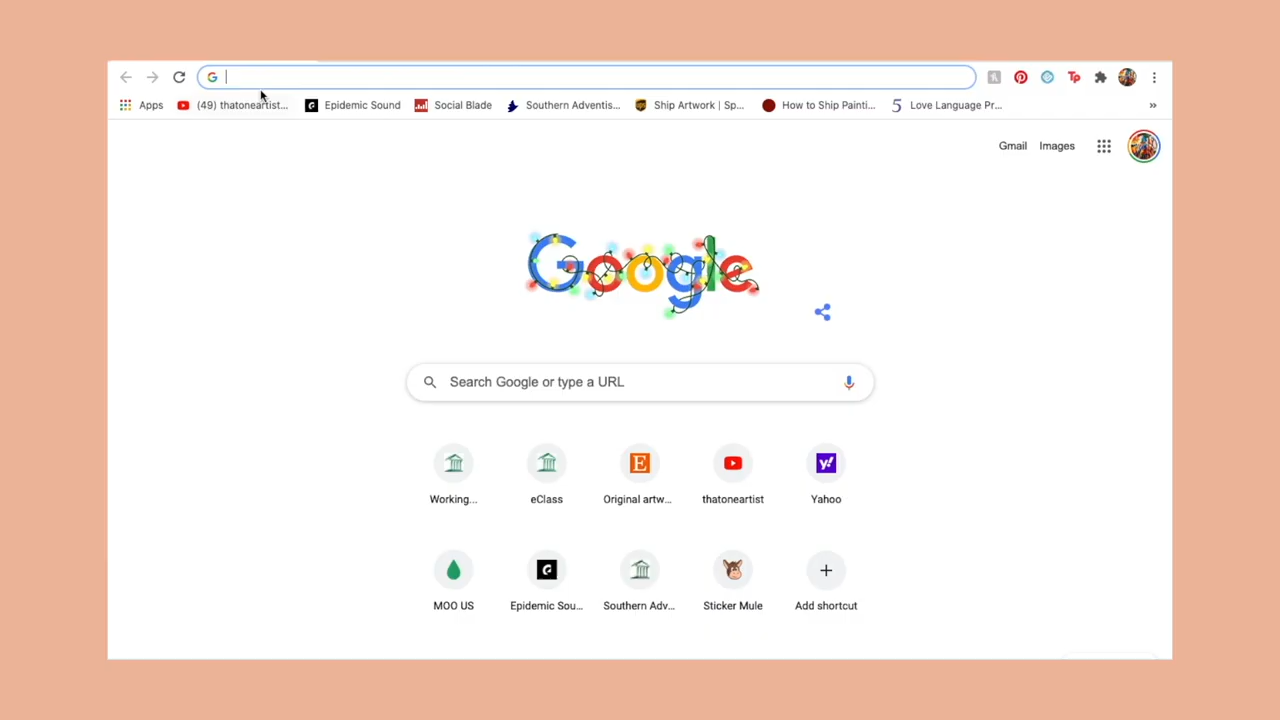 Apps (49) thatoneartist... Epidemic Sound Social Blade Southern Adventis... Ship Artwork | Sp... How to Ship Painti... Love Language Pr... »
Gmail Images
Google
Search Google or type a URL
Working... eClass Original artw... thatoneartist Yahoo
MOO US Epidemic Sou... Southern Adv... Sticker Mule Add shortcut